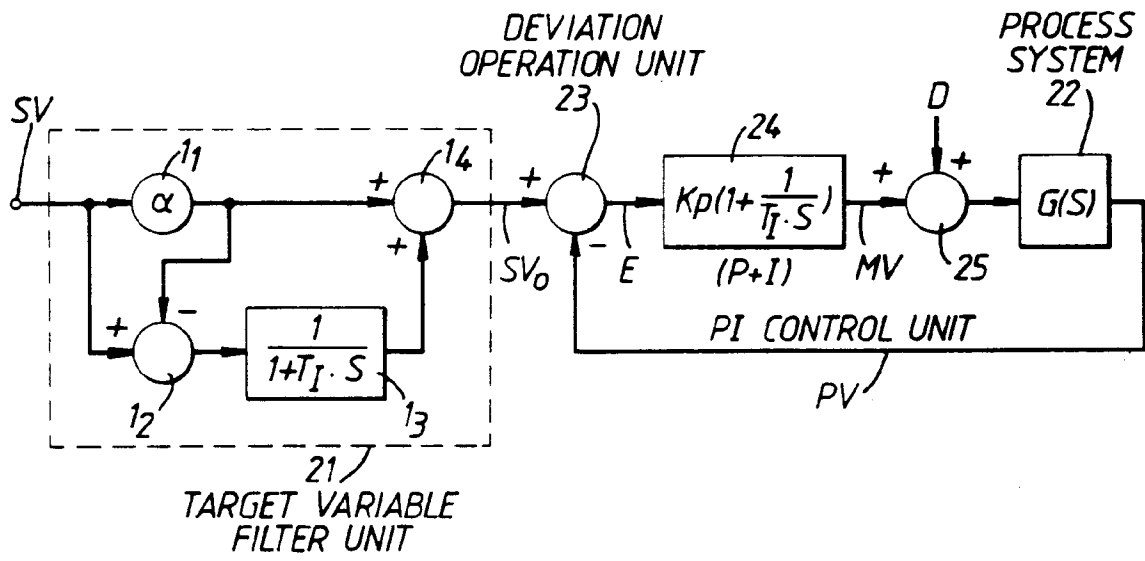 DEVIATION
OPERATION UNIT
23
PROCESS
SYSTEM
22
SV
11
α
14
24
D
+
+
+
+
+
Kp(1+ 1/(TI·S))
G(S)
+
-
-
SV0
E
(P+I)
MV
25
+
12
1/(1+TI·S)
13
PI CONTROL UNIT
PV
21
TARGET VARIABLE
FILTER UNIT